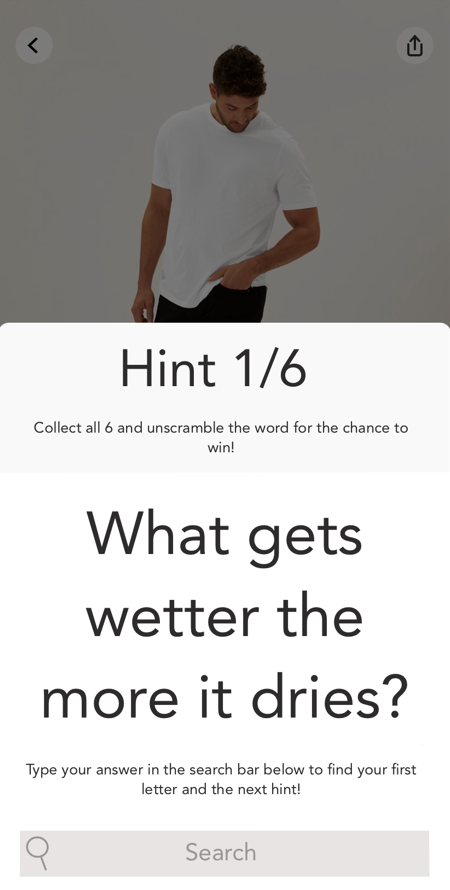 Hint 1/6
Collect all 6 and unscramble the word for the chance to
win!
What gets
wetter the
more it dries?
Type your answer in the search bar below to find your first
letter and the next hint!
Search